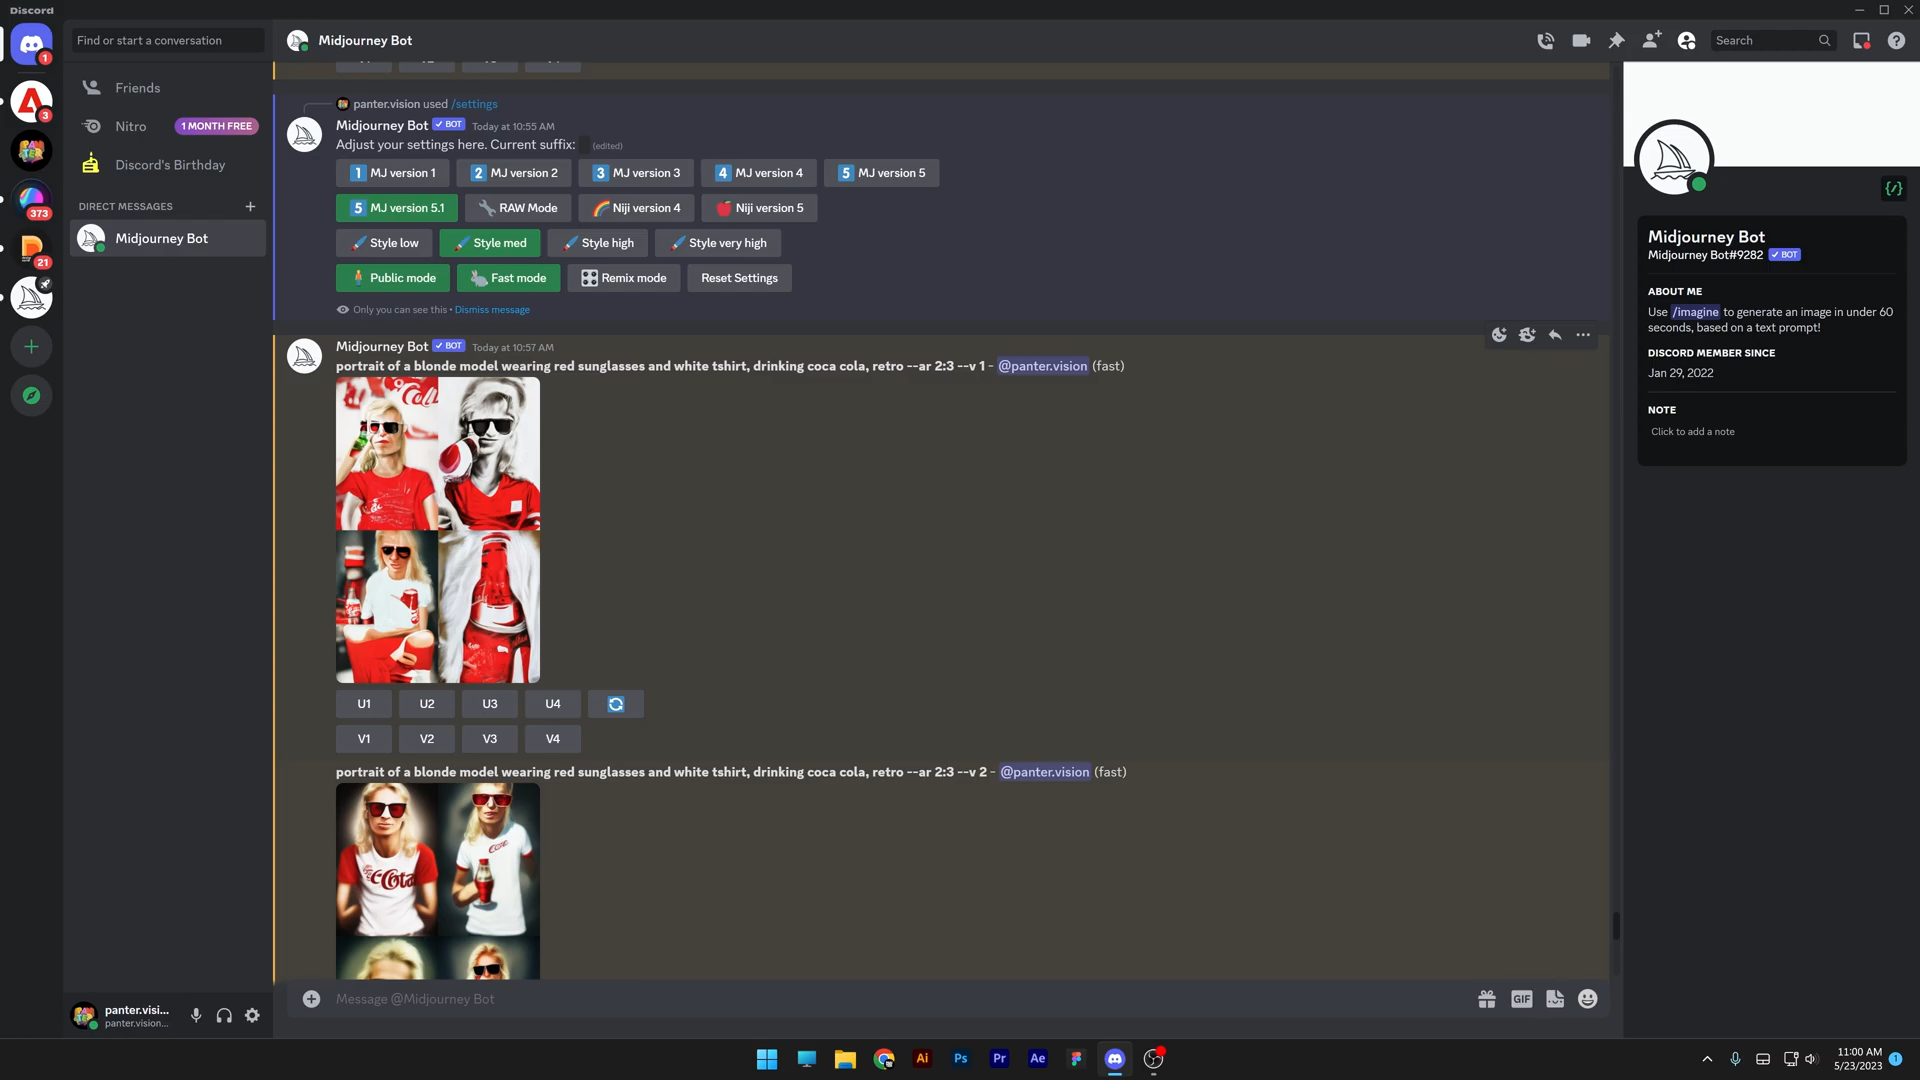 Discord
Find or start a conversation
Midjourney Bot
Search
1
3
373
21
Friends
Nitro
1 MONTH FREE
Discord's Birthday
DIRECT MESSAGES
Midjourney Bot
panter.vision used /settings
Midjourney Bot BOT Today at 10:55 AM
Adjust your settings here. Current suffix: (edited)
1 MJ version 1
2 MJ version 2
3 MJ version 3
4 MJ version 4
5 MJ version 5
5 MJ version 5.1
RAW Mode
Niji version 4
Niji version 5
Style low
Style med
Style high
Style very high
Public mode
Fast mode
Remix mode
Reset Settings
Only you can see this • Dismiss message
Midjourney Bot BOT Today at 10:57 AM
portrait of a blonde model wearing red sunglasses and white tshirt, drinking coca cola, retro --ar 2:3 --v 1 - @panter.vision (fast)
U1 U2 U3 U4
V1 V2 V3 V4
portrait of a blonde model wearing red sunglasses and white tshirt, drinking coca cola, retro --ar 2:3 --v 2 - @panter.vision (fast)
Message @Midjourney Bot
GIF
Midjourney Bot
Midjourney Bot#9282 BOT
ABOUT ME
Use /imagine to generate an image in under 60
seconds, based on a text prompt!
DISCORD MEMBER SINCE
Jan 29, 2022
NOTE
Click to add a note
panter.visi...
panter.vision...
Ai
Ps
Pr
Ae
11:00 AM
5/23/2023
1